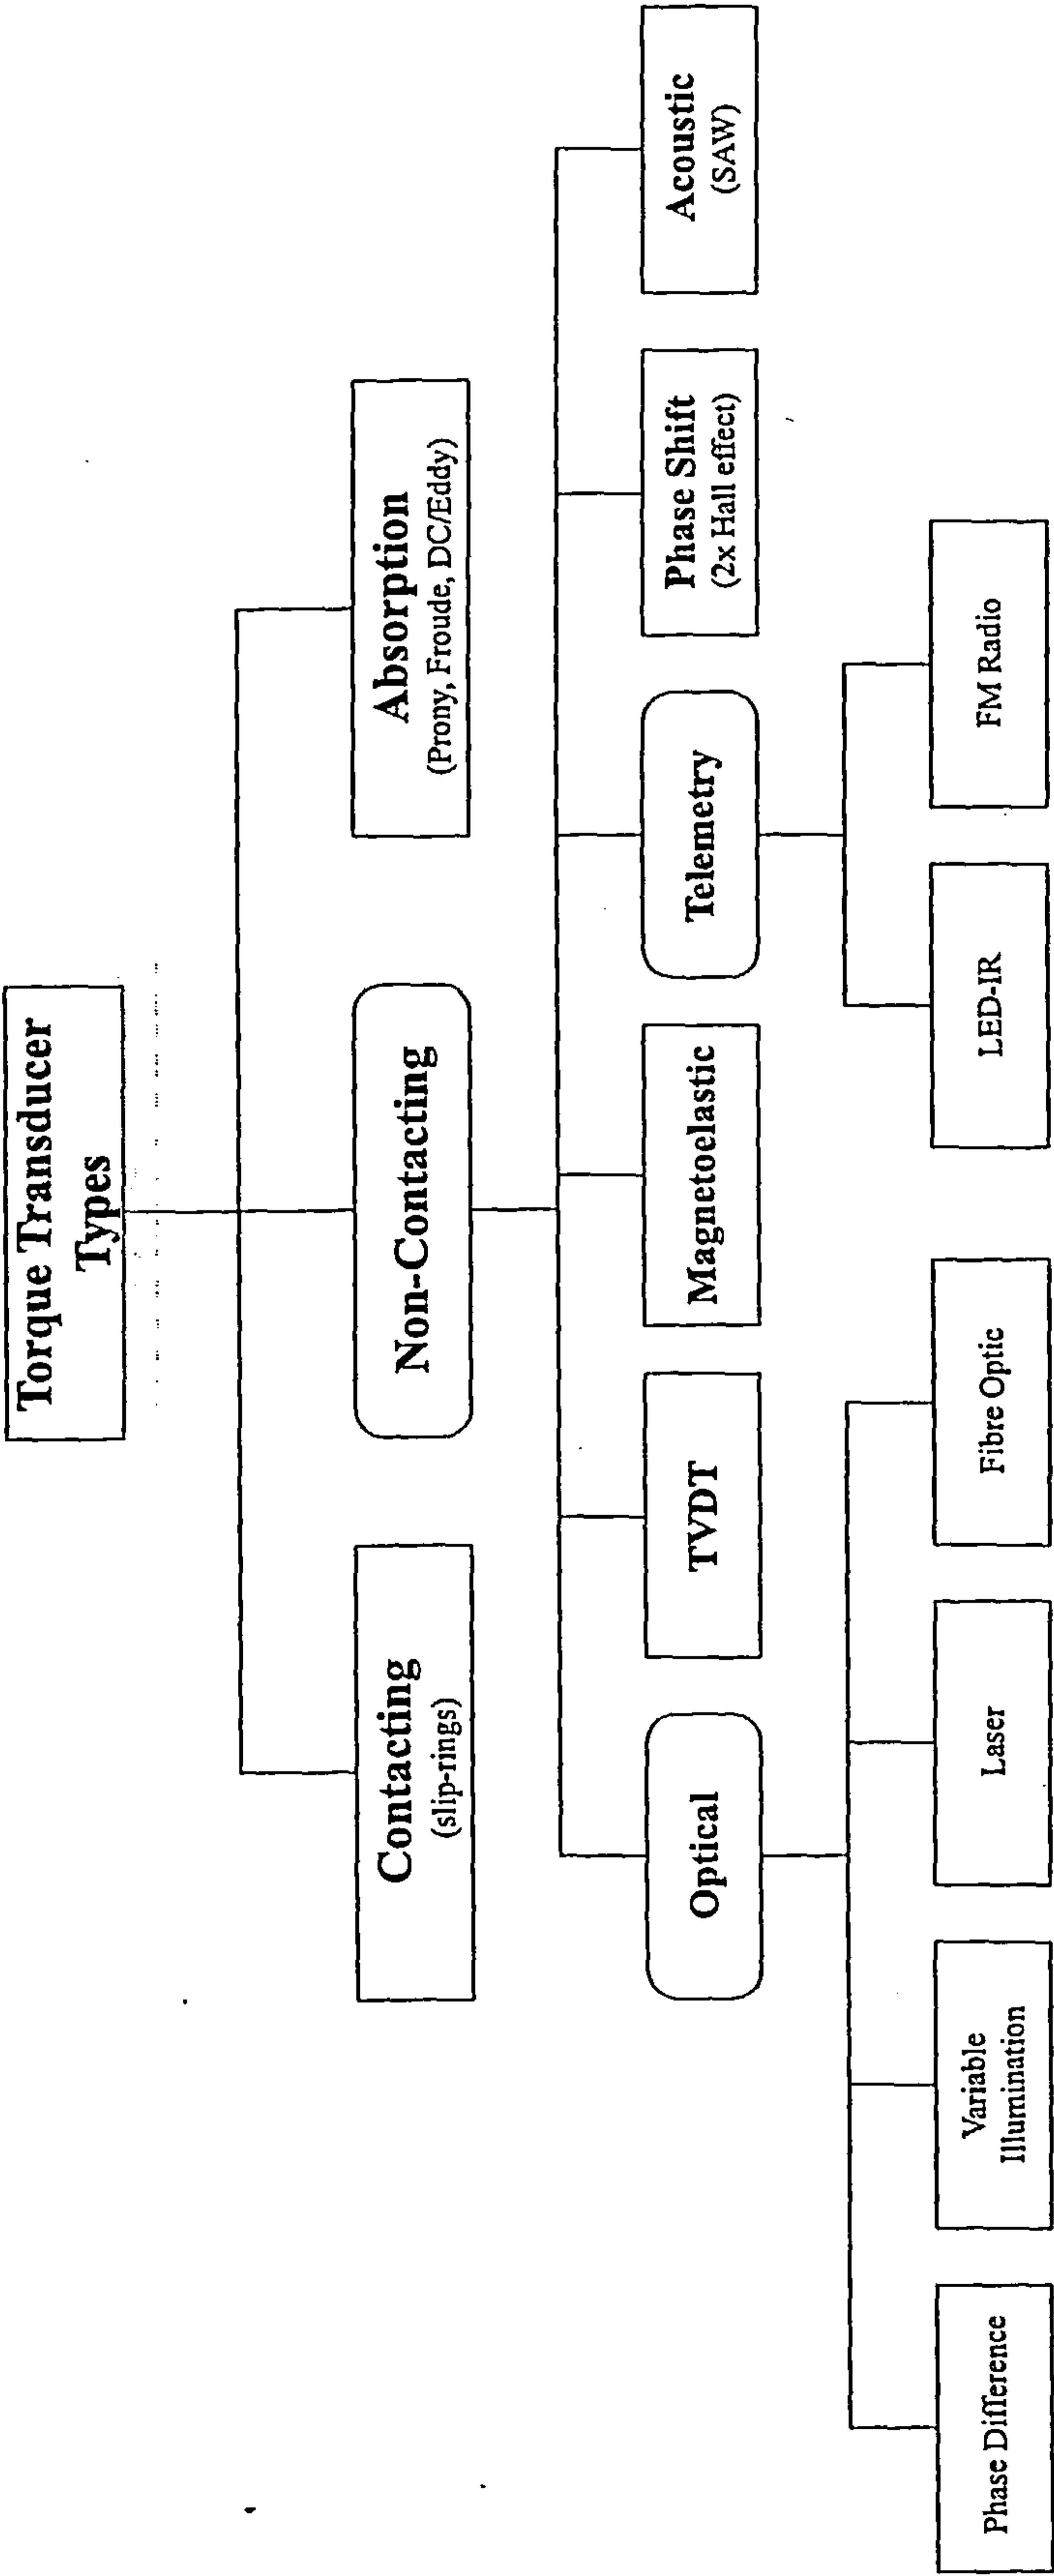 Torque Transducer
Types
Contacting
(slip-rings)
Non-Contacting
Absorption
(Prony, Froude, DC/Eddy)
Optical
TVDT
Magnetoelastic
Telemetry
Phase Shift
(2x Hall effect)
Acoustic
(SAW)
Phase Difference
Variable
Illumination
Laser
Fibre Optic
LED-IR
FM Radio